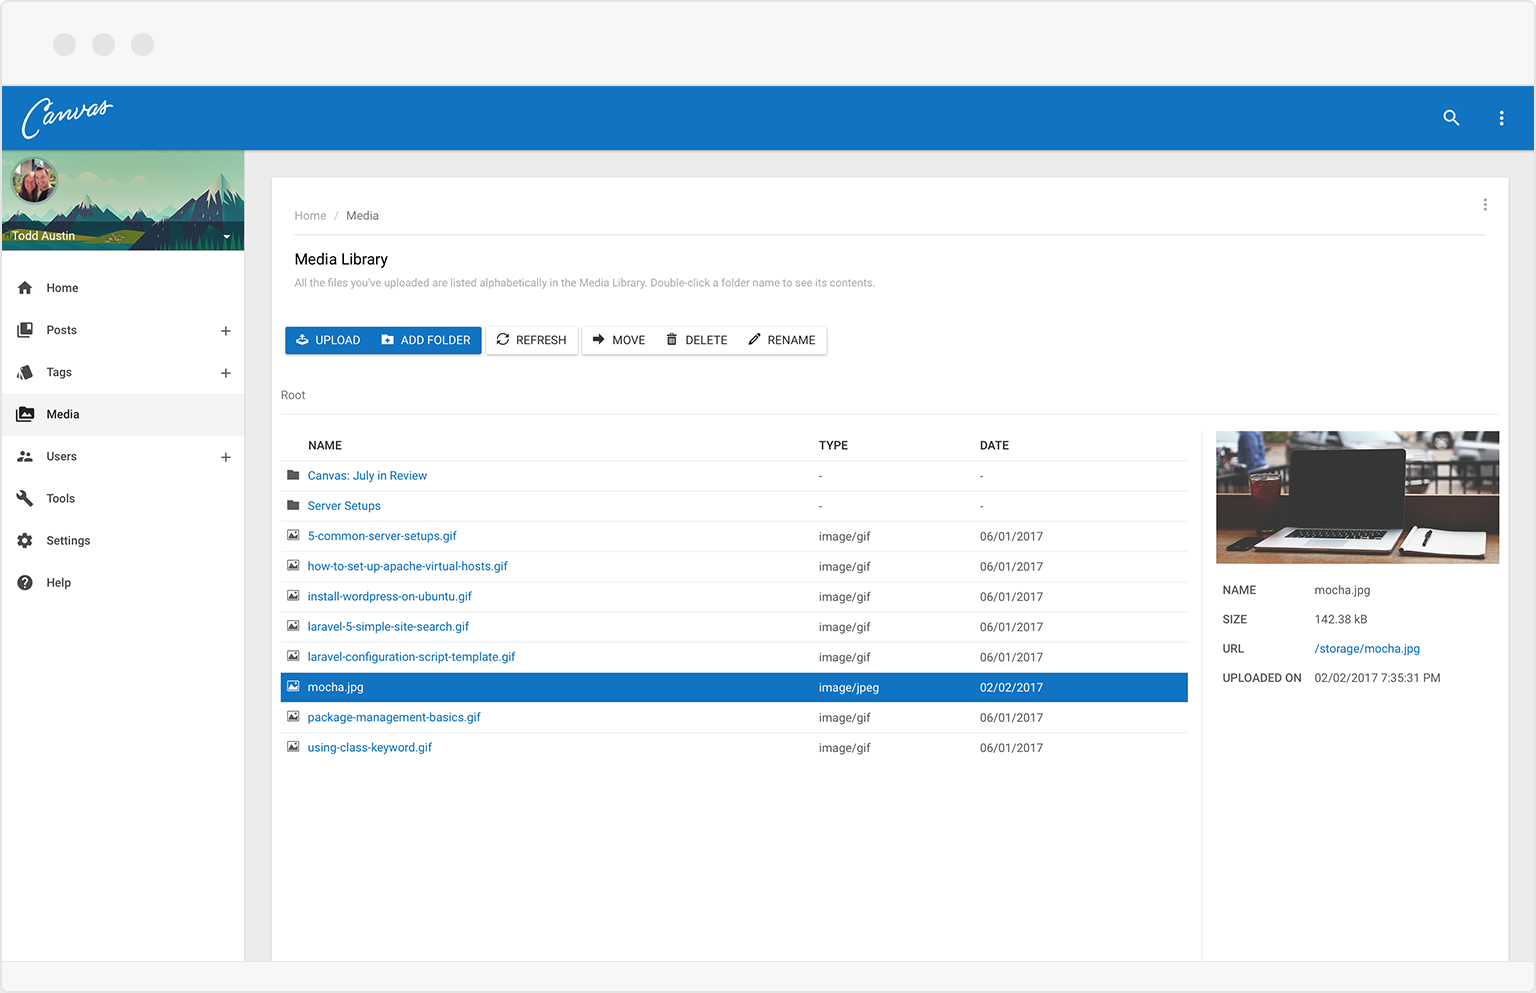 Canvas
Todd Austin
Home
Posts
Tags
Media
Users
Tools
Settings
Help
Home / Media
Media Library
All the files you've uploaded are listed alphabetically in the Media Library. Double-click a folder name to see its contents.
UPLOAD ADD FOLDER REFRESH MOVE DELETE RENAME
Root
NAME TYPE DATE
Canvas: July in Review - -
Server Setups - -
5-common-server-setups.gif image/gif 06/01/2017
how-to-set-up-apache-virtual-hosts.gif image/gif 06/01/2017
install-wordpress-on-ubuntu.gif image/gif 06/01/2017
laravel-5-simple-site-search.gif image/gif 06/01/2017
laravel-configuration-script-template.gif image/gif 06/01/2017
mocha.jpg image/jpeg 02/02/2017
package-management-basics.gif image/gif 06/01/2017
using-class-keyword.gif image/gif 06/01/2017
NAME mocha.jpg
SIZE 142.38 kB
URL /storage/mocha.jpg
UPLOADED ON 02/02/2017 7:35:31 PM